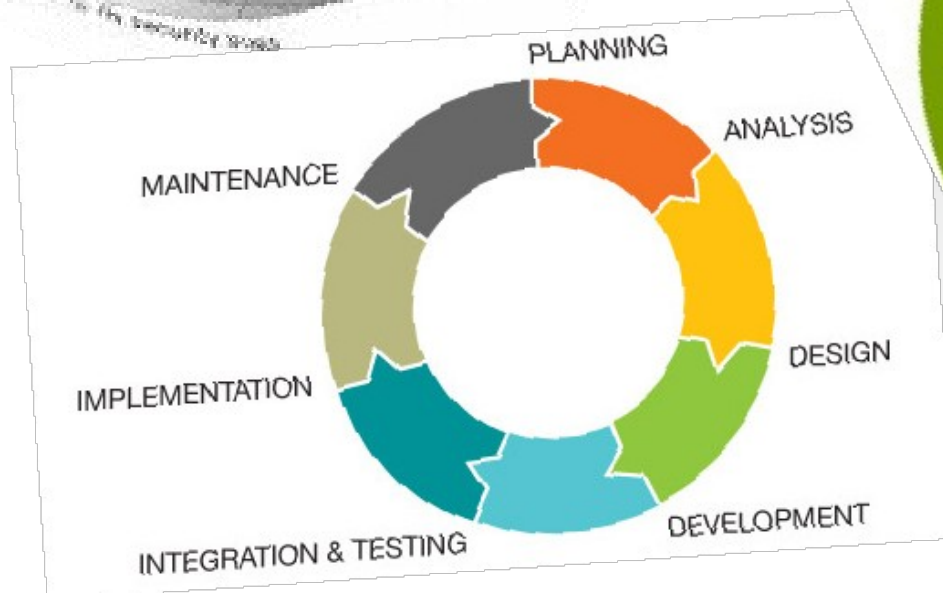 PLANNING
ANALYSIS
MAINTENANCE
DESIGN
IMPLEMENTATION
DEVELOPMENT
INTEGRATION & TESTING